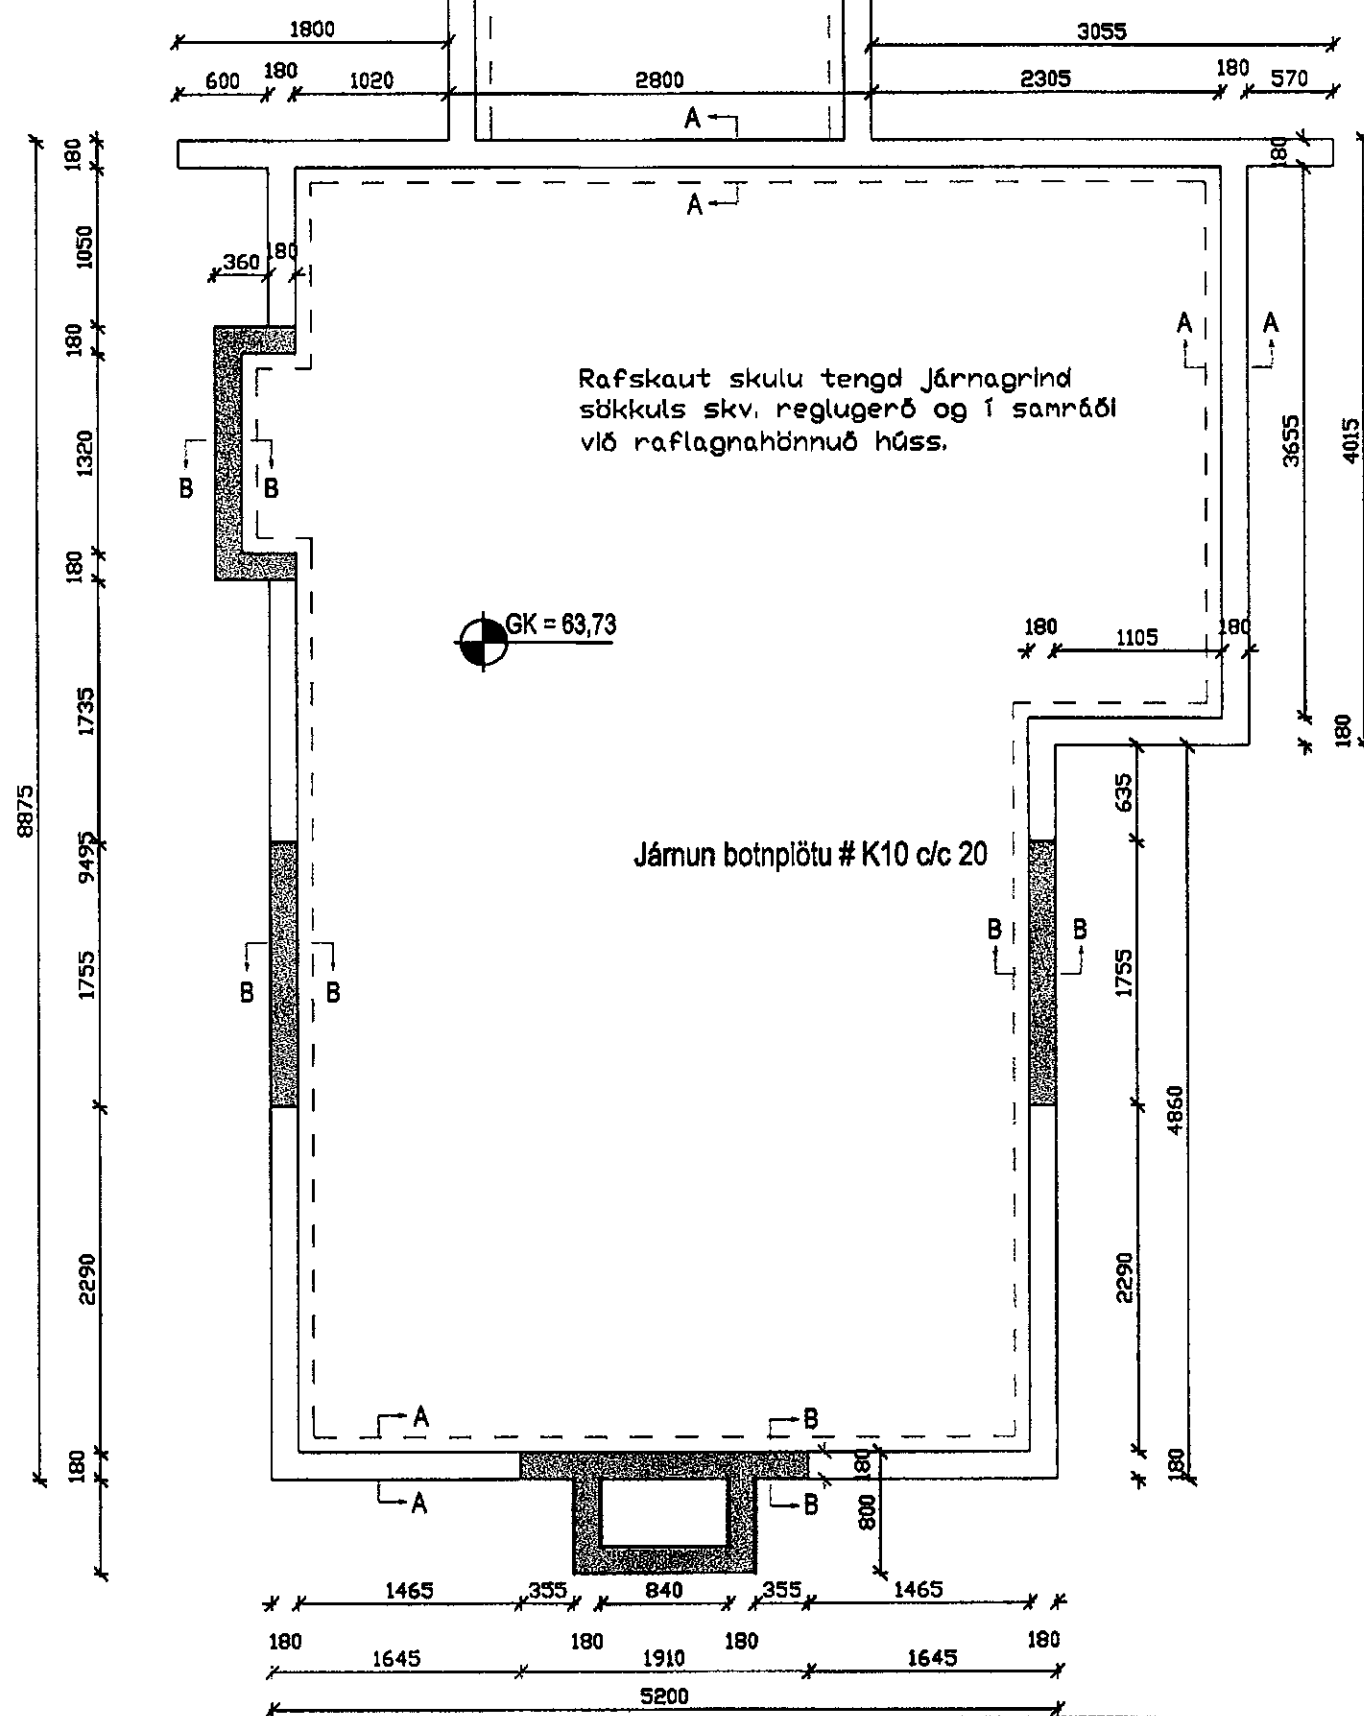 1800
3055
600
180
1020
2800
2305
180
570
A
180
180
A
1050
360
180
180
A
A
Rafskaut skulu tengd járnagrind
sökkuls skv. reglugerð og í samráði
við raflagnahönnuð húss.
1320
B
B
3655
4015
180
GK = 63,73
180
1105
180
1735
180
8875
635
9495
Járnun botnplötu # K10 c/c 20
1755
B
B
B
B
1755
4860
2290
2290
A
B
180
180
180
A
B
800
1465
355
840
355
1465
180
180
180
180
1645
1910
1645
5200